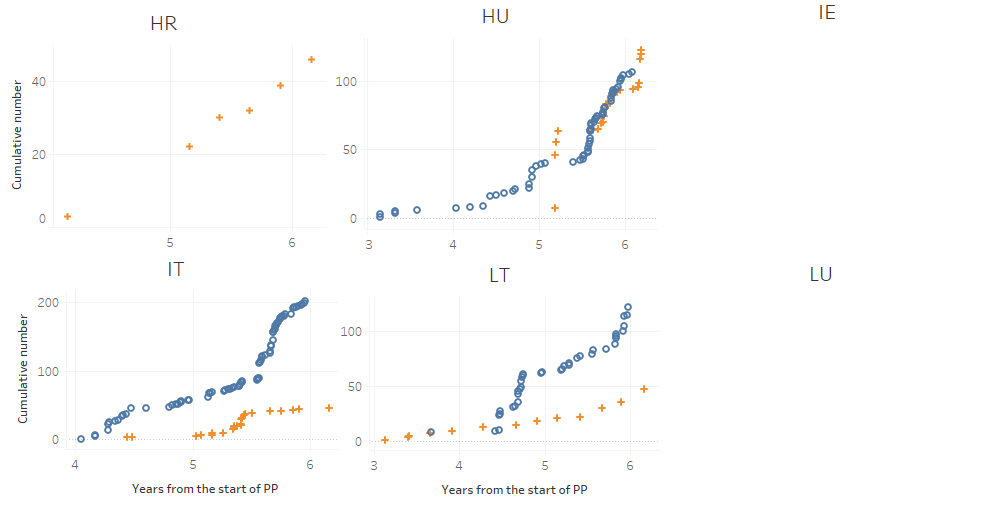 HR
HU
IE
Cumulative number
40
20
0
5
6
100
50
0
3
4
5
6
IT
LT
LU
Cumulative number
200
100
0
4
5
6
Years from the start of PP
100
50
0
3
4
5
6
Years from the start of PP